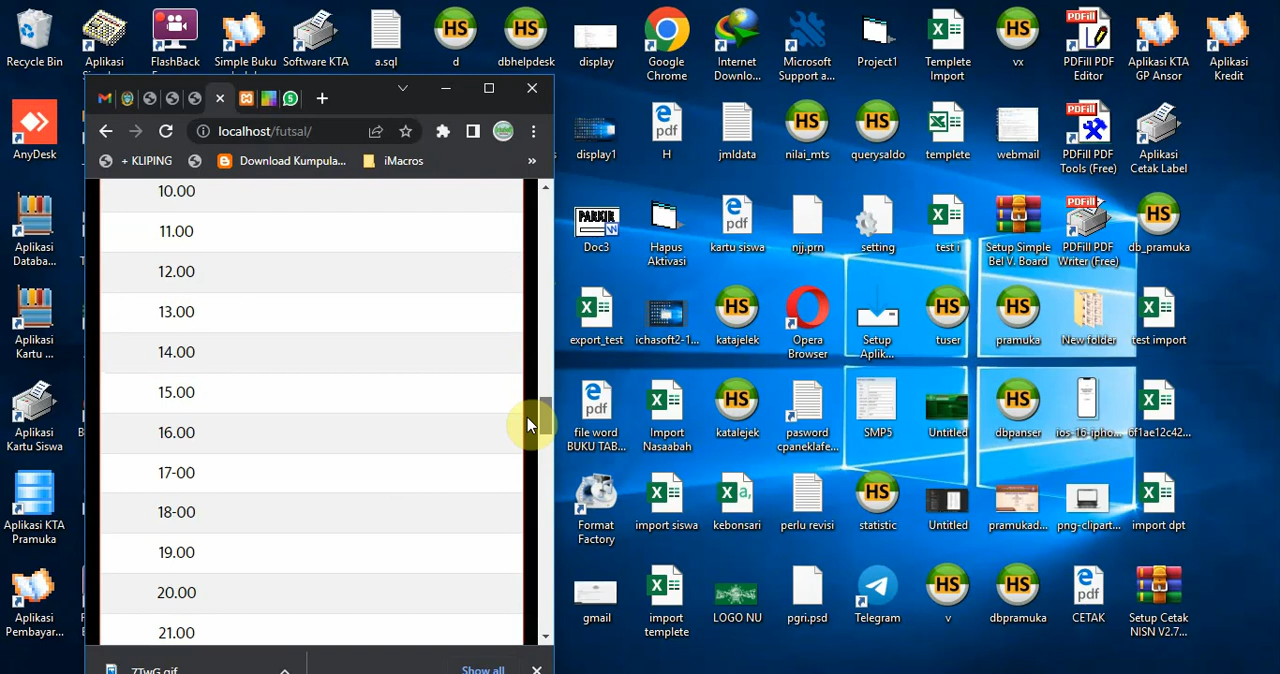 Recycle Bin
Aplikasi
FlashBack
Simple Buku
Software KTA
a.sql
d
dbhelpdesk
display
Google
Chrome
Internet
Downlo...
Microsoft
Support a...
Project1
Templete
Import
vx
PDFill PDF
Editor
Aplikasi KTA
GP Ansor
Aplikasi
Kredit
localhost/futsal/
+ KLIPING
Download Kumpula...
iMacros
»
10.00
11.00
12.00
13.00
14.00
15.00
16.00
17-00
18-00
19.00
20.00
21.00
7TwG.gif
Show all
AnyDesk
Aplikasi
Databa...
Aplikasi
Kartu ...
Aplikasi
Kartu Siswa
Aplikasi KTA
Pramuka
Aplikasi
Pembayar...
display1
H
jmldata
nilai_mts
querysaldo
templete
webmail
PDFill PDF
Tools (Free)
Aplikasi
Cetak Label
Doc3
Hapus
Aktivasi
kartu siswa
njj.prn
setting
test i
Setup Simple
Bel V. Board
PDFill PDF
Writer (Free)
db_pramuka
export_test
ichasoft2-1...
katajelek
Opera
Browser
Setup
Aplik...
tuser
pramuka
New folder
test import
file word
BUKU TAB...
Import
Nasaabah
katalejek
pasword
cpaneklafe...
SMP5
Untitled
dbpanser
ios-16-ipho...
6f1ae12c42...
Format
Factory
import siswa
kebonsari
perlu revisi
statistic
Untitled
pramukad...
png-clipart...
import dpt
gmail
import
templete
LOGO NU
pgri.psd
Telegram
v
dbpramuka
CETAK
Setup Cetak
NISN V2.7...